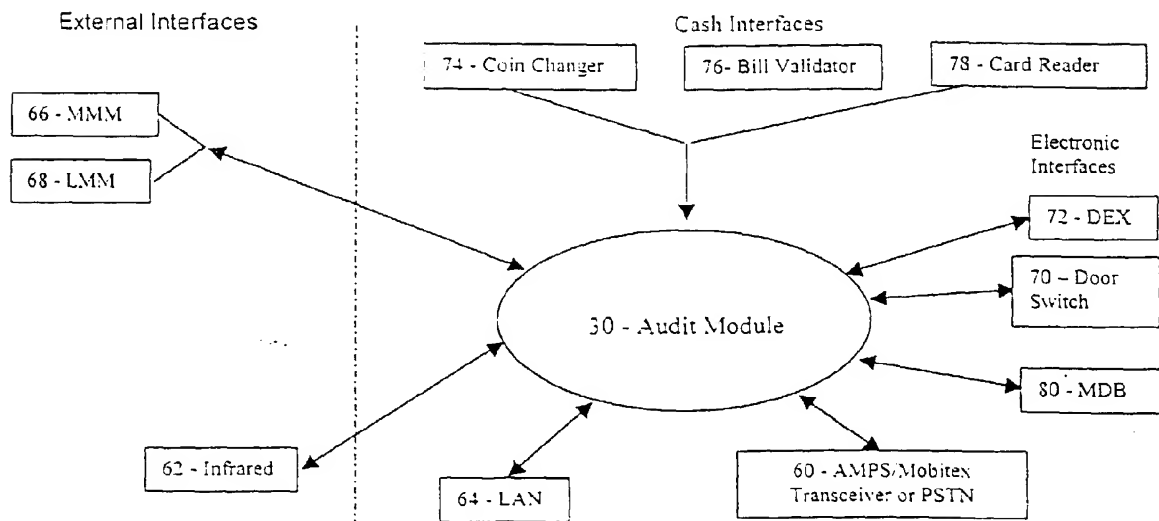 External Interfaces
Cash Interfaces
74 - Coin Changer
76- Bill Validator
78 - Card Reader
66 - MMM
68 - LMM
Electronic
Interfaces
72 - DEX
70 – Door
Switch
30 - Audit Module
80 - MDB
62 - Infrared
64 - LAN
60 - AMPS/Mobitex
Transceiver or PSTN